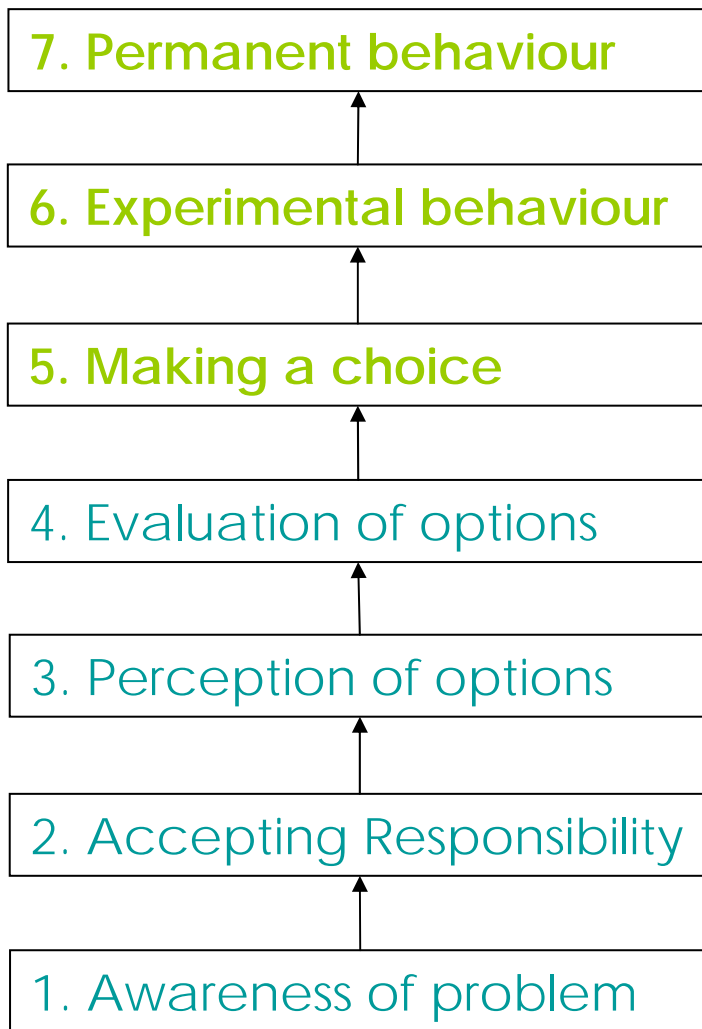 7. Permanent behaviour
6. Experimental behaviour
5. Making a choice
4. Evaluation of options
3. Perception of options
2. Accepting Responsibility
1. Awareness of problem